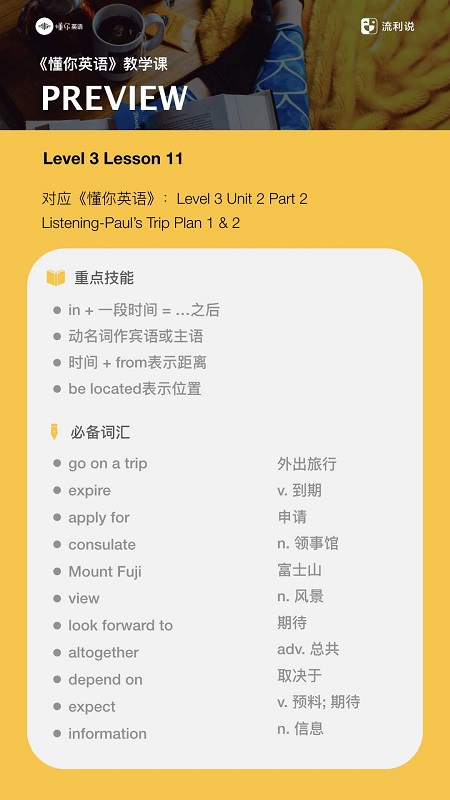 懂你英语
流利说
《懂你英语》教学课
PREVIEW
Level 3 Lesson 11
对应《懂你英语》：Level 3 Unit 2 Part 2
Listening-Paul's Trip Plan 1 & 2
重点技能
in + 一段时间 = …之后
动名词作宾语或主语
时间 + from表示距离
be located表示位置
必备词汇
go on a trip 外出旅行
expire v. 到期
apply for 申请
consulate n. 领事馆
Mount Fuji 富士山
view n. 风景
look forward to 期待
altogether adv. 总共
depend on 取决于
expect v. 预料; 期待
information n. 信息